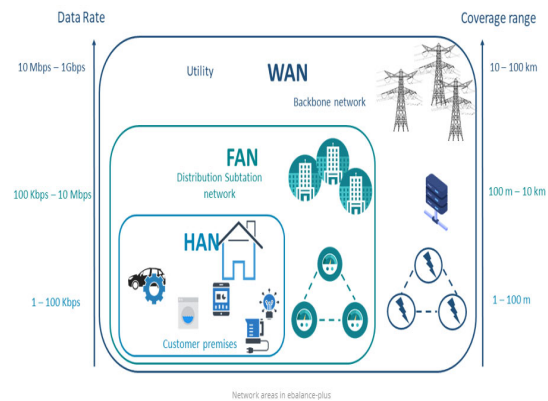 Data Rate
Coverage range
10 Mbps – 1Gbps
Utility
WAN
10 – 100 km
Backbone network
FAN
Distribution Subtation
network
100 Kbps – 10 Mbps
100 m – 10 km
HAN
1 – 100 Kbps
1 – 100 m
Customer premises
Network areas in ebalance-plus